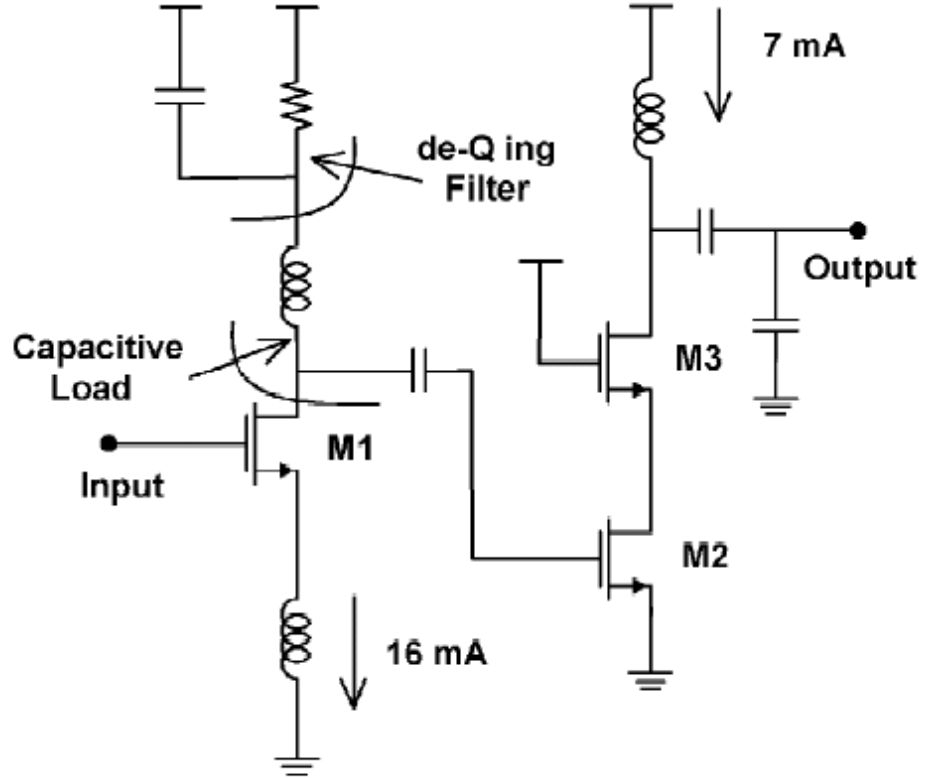 7 mA
de-Q ing
Filter
Output
Capacitive
Load
M3
M1
Input
M2
16 mA